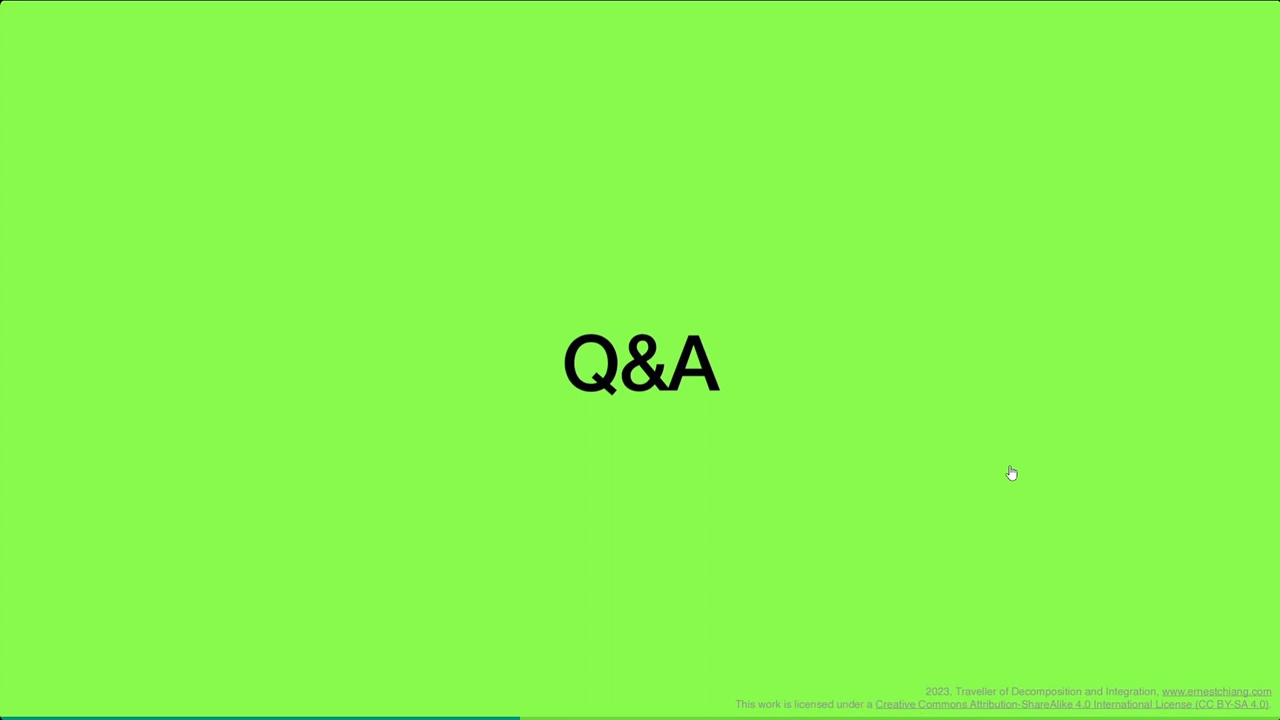 Q&A
2023, Traveller of Decomposition and Integration, www.ernestchiang.com
This work is licensed under a Creative Commons Attribution-ShareAlike 4.0 International License (CC BY-SA 4.0).